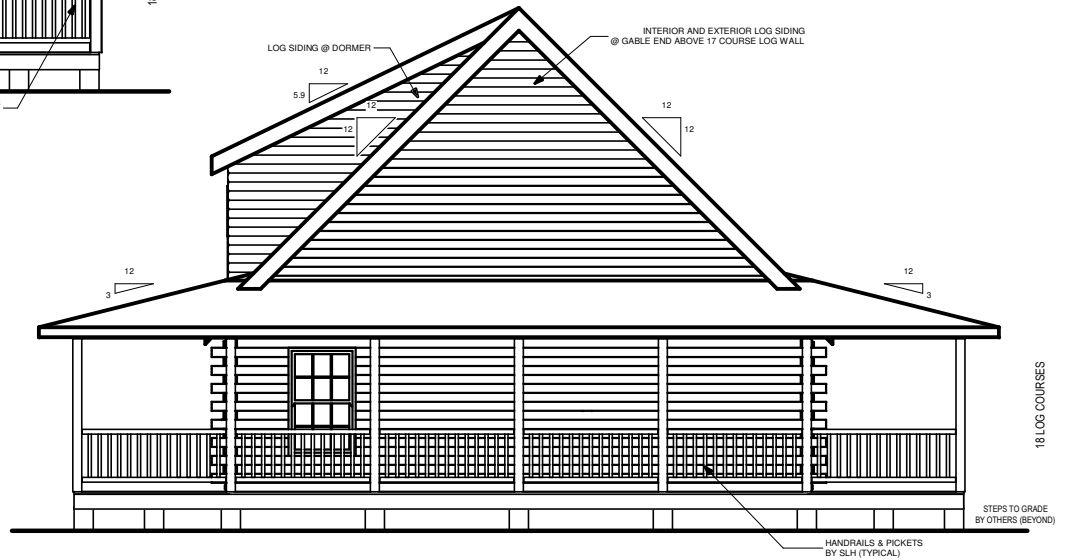 LOG SIDING @ DORMER
INTERIOR AND EXTERIOR LOG SIDING
@ GABLE END ABOVE 17 COURSE LOG WALL
12
5.9
12
12
12
12
12
3
12
3
18 LOG COURSES
STEPS TO GRADE
BY OTHERS (BEYOND)
HANDRAILS & PICKETS
BY SLH (TYPICAL)